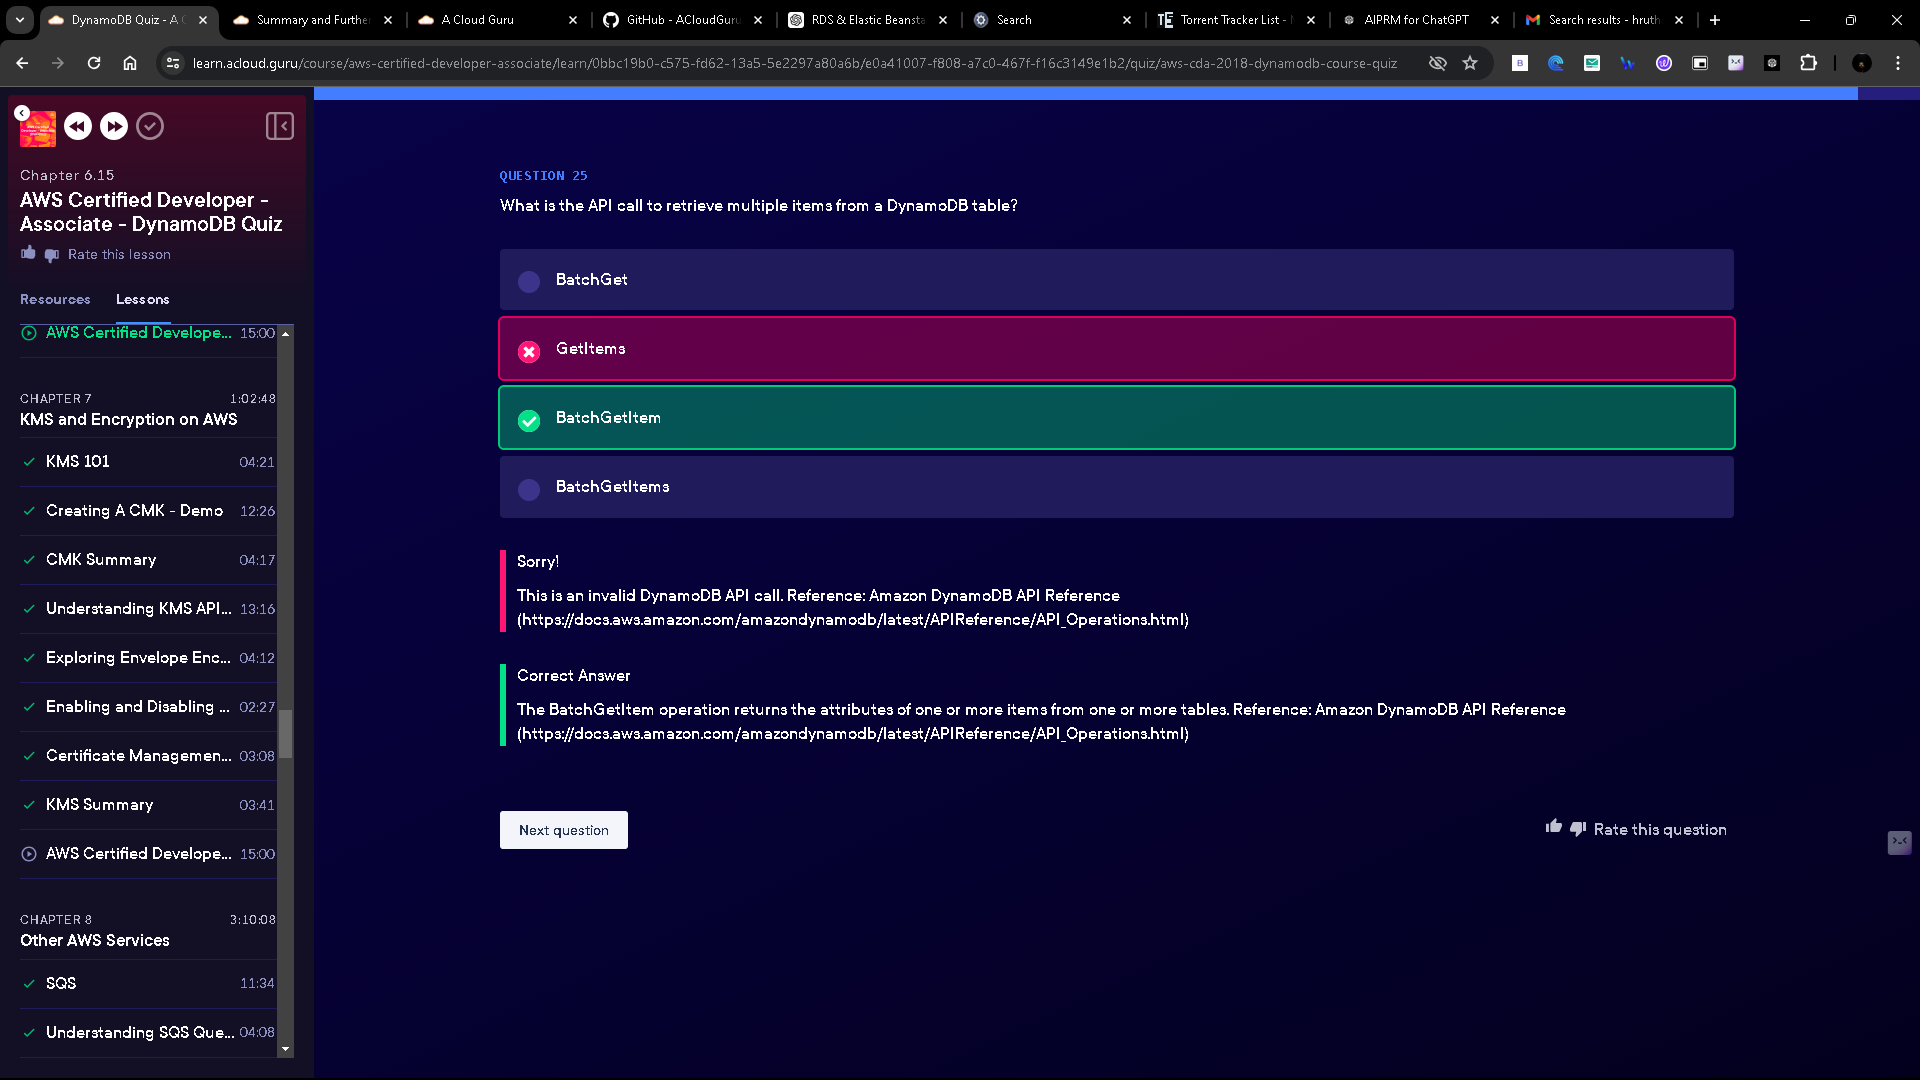 DynamoDB Quiz - A C
Summary and Further
A Cloud Guru
GitHub - ACloudGuru
RDS & Elastic Beansta
Search
Torrent Tracker List -
AIPRM for ChatGPT
Search results - hruth
learn.acloud.guru/course/aws-certified-developer-associate/learn/0bbc19b0-c575-fd62-13a5-5e2297a80a6b/e0a41007-f808-a7c0-467f-f16c3149e1b2/quiz/aws-cda-2018-dynamodb-course-quiz
Chapter 6.15
AWS Certified Developer -
Associate - DynamoDB Quiz
Rate this lesson
Resources
Lessons
AWS Certified Develope... 15:00
CHAPTER 7 1:02:48
KMS and Encryption on AWS
KMS 101 04:21
Creating A CMK - Demo 12:26
CMK Summary 04:17
Understanding KMS API... 13:16
Exploring Envelope Enc... 04:12
Enabling and Disabling ... 02:27
Certificate Managemen... 03:08
KMS Summary 03:41
AWS Certified Develope... 15:00
CHAPTER 8 3:10:08
Other AWS Services
SQS 11:34
Understanding SQS Que... 04:08
QUESTION 25
What is the API call to retrieve multiple items from a DynamoDB table?
BatchGet
GetItems
BatchGetItem
BatchGetItems
Sorry!
This is an invalid DynamoDB API call. Reference: Amazon DynamoDB API Reference
(https://docs.aws.amazon.com/amazondynamodb/latest/APIReference/API_Operations.html)
Correct Answer
The BatchGetItem operation returns the attributes of one or more items from one or more tables. Reference: Amazon DynamoDB API Reference
(https://docs.aws.amazon.com/amazondynamodb/latest/APIReference/API_Operations.html)
Next question
Rate this question